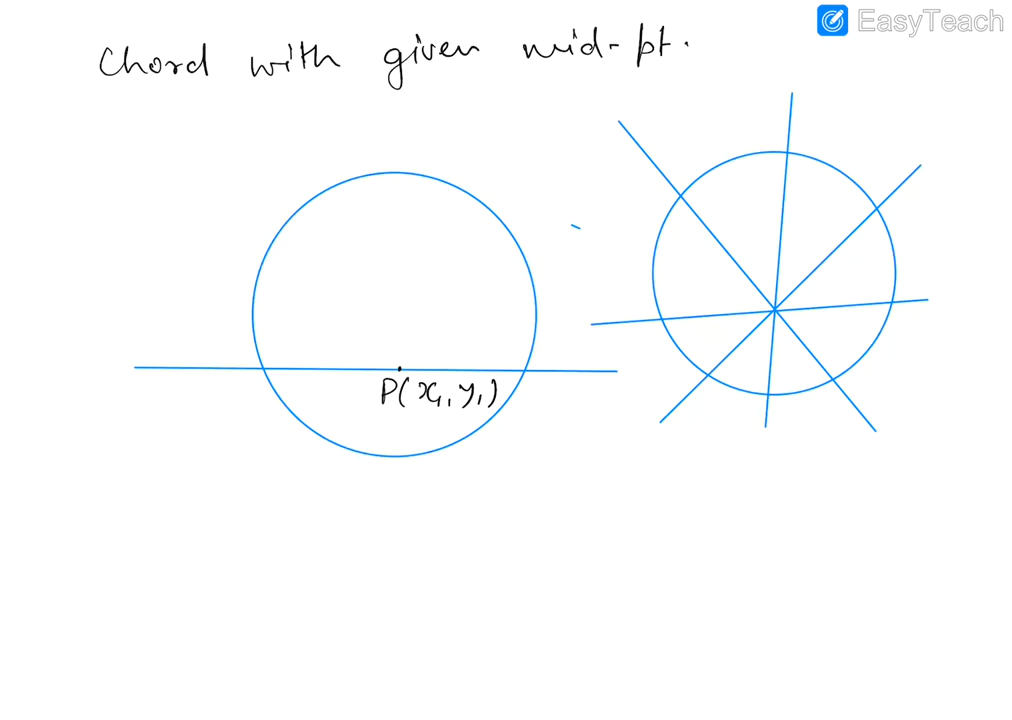 EasyTeach
Chord with given mid-pt.
P(x₁, y₁)